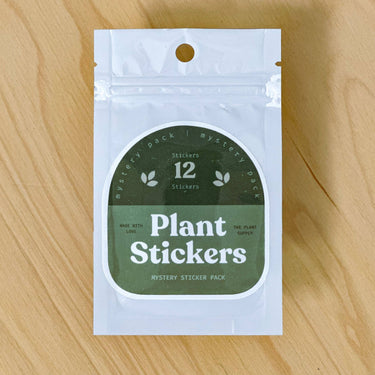 mystery pack | mystery pack
Stickers
12
Stickers
MADE WITH
LOVE
THE PLANT
SUPPLY
Plant
Stickers
MYSTERY STICKER PACK